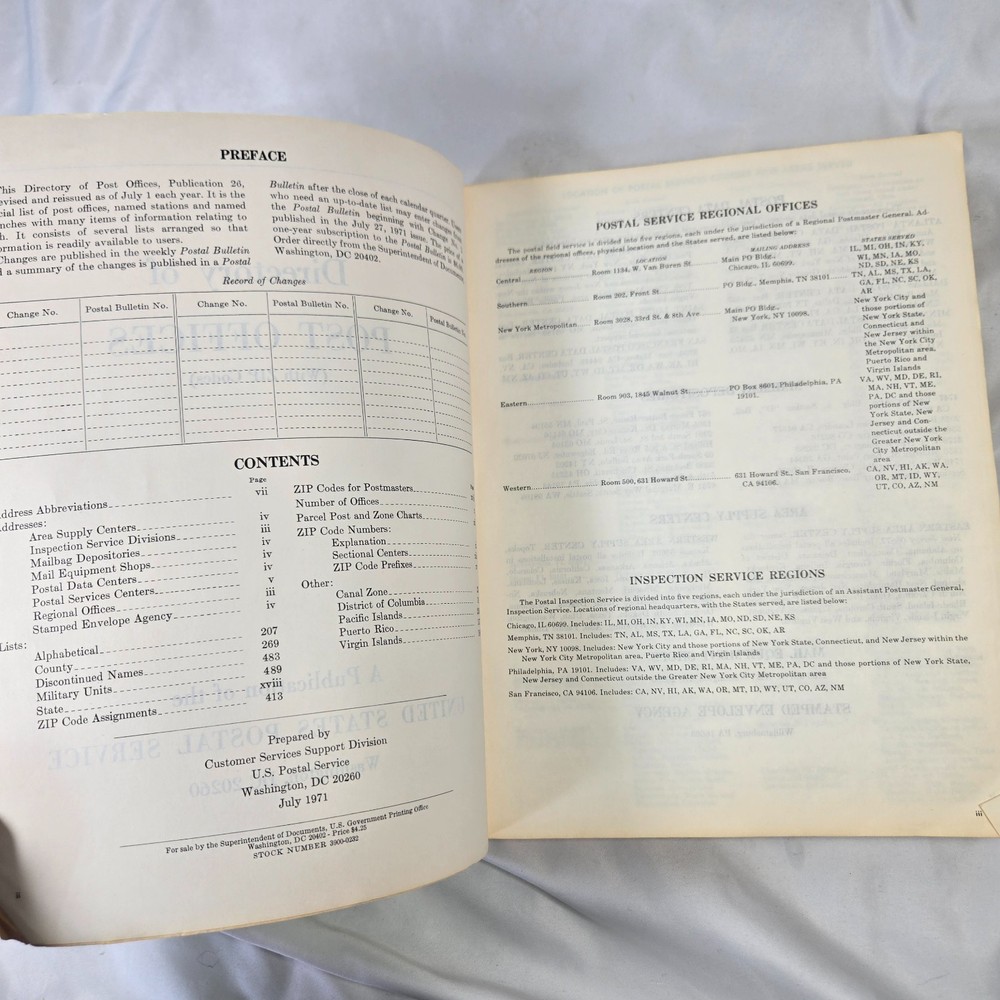 PREFACE
This Directory of Post Offices, Publication 26,
evised and reissued as of July 1 each year. It is the
cial list of post offices, named stations and named
nches with many items of information relating to
h. It consists of several lists arranged so that
ormation is readily available to users.
Changes are published in the weekly Postal Bulletin
d a summary of the changes is published in a Postal
Bulletin after the close of each calendar quarter.
who need an up-to-date list may enter
the Postal Bulletin beginning with Change No.
published in the July 27, 1971 issue. The
one-year subscription to the Postal Bulletin is
Order directly from the Superintendent of
Washington, DC 20402.
Record of Changes
Change No. Postal Bulletin No. Change No. Postal Bulletin No. Change No. Postal Bulletin
CONTENTS
Page
ddress Abbreviations vii
ddresses:
Area Supply Centers iv
Inspection Service Divisions iii
Mailbag Depositories iv
Mail Equipment Shops iv
Postal Data Centers iv
Postal Services Centers v
Regional Offices iii
Stamped Envelope Agency iv
Lists:
Alphabetical 207
County 269
Discontinued Names 483
Military Units 489
State xviii
ZIP Code Assignments 413
ZIP Codes for Postmasters
Number of Offices
Parcel Post and Zone Charts
ZIP Code Numbers:
Explanation
Sectional Centers
ZIP Code Prefixes
Other:
Canal Zone
District of Columbia
Pacific Islands
Puerto Rico
Virgin Islands
Prepared by
Customer Services Support Division
U.S. Postal Service
Washington, DC 20260
July 1971
For sale by the Superintendent of Documents, U.S. Government Printing Office
Washington, DC 20402 - Price $4.25
STOCK NUMBER 3900-0232
POSTAL SERVICE REGIONAL OFFICES
The postal field service is divided into five regions, each under the jurisdiction of a Regional Postmaster General. Ad-
dresses of the regional offices, physical location and the States served, are listed below:
REGION LOCATION MAILING ADDRESS STATES SERVED
Central Room 1134, W. Van Buren St. Main PO Bldg., IL, MI, OH, IN, KY,
Chicago, IL 60699. WI, MN, IA, MO,
ND, SD, NE, KS
Southern Room 202, Front St. PO Bldg., Memphis, TN 38101 TN, AL, MS, TX, LA,
GA, FL, NC, SC, OK,
AR
New York Metropolitan Room 3028, 33rd St. & 8th Ave Main PO Bldg., New York City and
New York, NY 10098. those portions of
New York State,
Connecticut and
New Jersey within
the New York City
Metropolitan area,
Puerto Rico and
Virgin Islands
Eastern Room 903, 1845 Walnut St. PO Box 8601, Philadelphia, PA VA, WV, MD, DE, RI,
19101. MA, NH, VT, ME,
PA, DC and those
portions of New
York State, New
Jersey and Con-
necticut outside the
Greater New York
City Metropolitan
area
Western Room 500, 631 Howard St. 631 Howard St., San Francisco, CA, NV, HI, AK, WA,
CA 94106. OR, MT, ID, WY,
UT, CO, AZ, NM
INSPECTION SERVICE REGIONS
The Postal Inspection Service is divided into five regions, each under the jurisdiction of an Assistant Postmaster General,
Inspection Service. Locations of regional headquarters, with the States served, are listed below:
Chicago, IL 60699. Includes: IL, MI, OH, IN, KY, WI, MN, IA, MO, ND, SD, NE, KS
Memphis, TN 38101. Includes: TN, AL, MS, TX, LA, GA, FL, NC, SC, OK, AR
New York, NY 10098. Includes: New York City and those portions of New York State, Connecticut, and New Jersey within the
New York City Metropolitan area, Puerto Rico and Virgin Islands
Philadelphia, PA 19101. Includes: VA, WV, MD, DE, RI, MA, NH, VT, ME, PA, DC and those portions of New York State,
New Jersey and Connecticut outside the Greater New York City Metropolitan area
San Francisco, CA 94106. Includes: CA, NV, HI, AK, WA, OR, MT, ID, WY, UT, CO, AZ, NM
iii